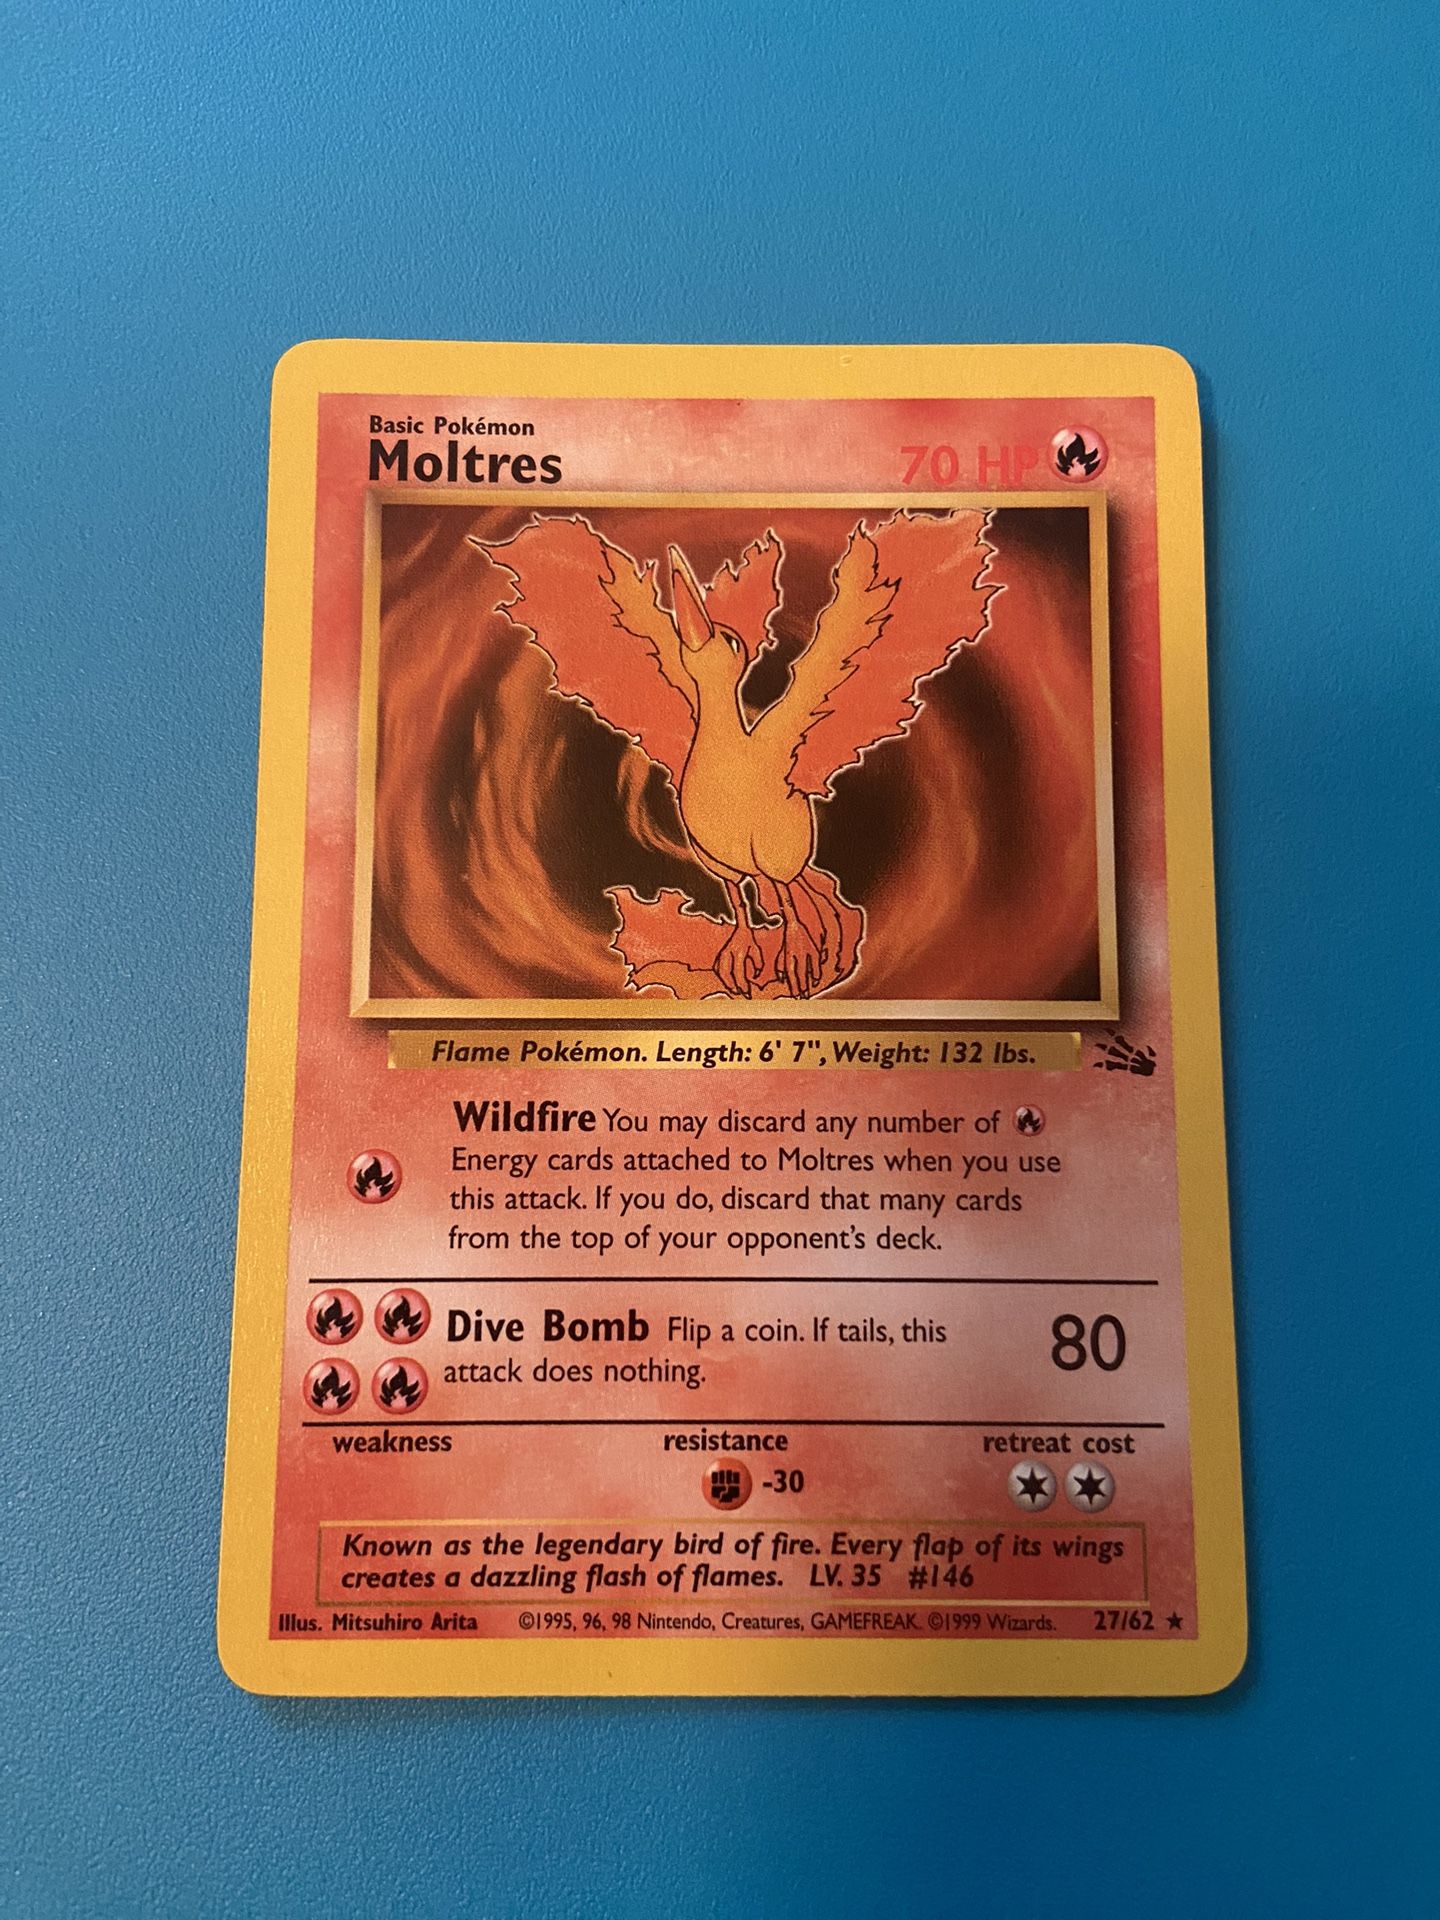 Basic Pokémon
Moltres
70 HP
Flame Pokémon. Length: 6' 7", Weight: 132 lbs.
Wildfire You may discard any number of
Energy cards attached to Moltres when you use
this attack. If you do, discard that many cards
from the top of your opponent's deck.
Dive Bomb Flip a coin. If tails, this
attack does nothing.
80
weakness
resistance
retreat cost
-30
Known as the legendary bird of fire. Every flap of its wings
creates a dazzling flash of flames. LV. 35 #146
Illus. Mitsuhiro Arita ©1995, 96, 98 Nintendo, Creatures, GAMEFREAK. ©1999 Wizards. 27/62 ★